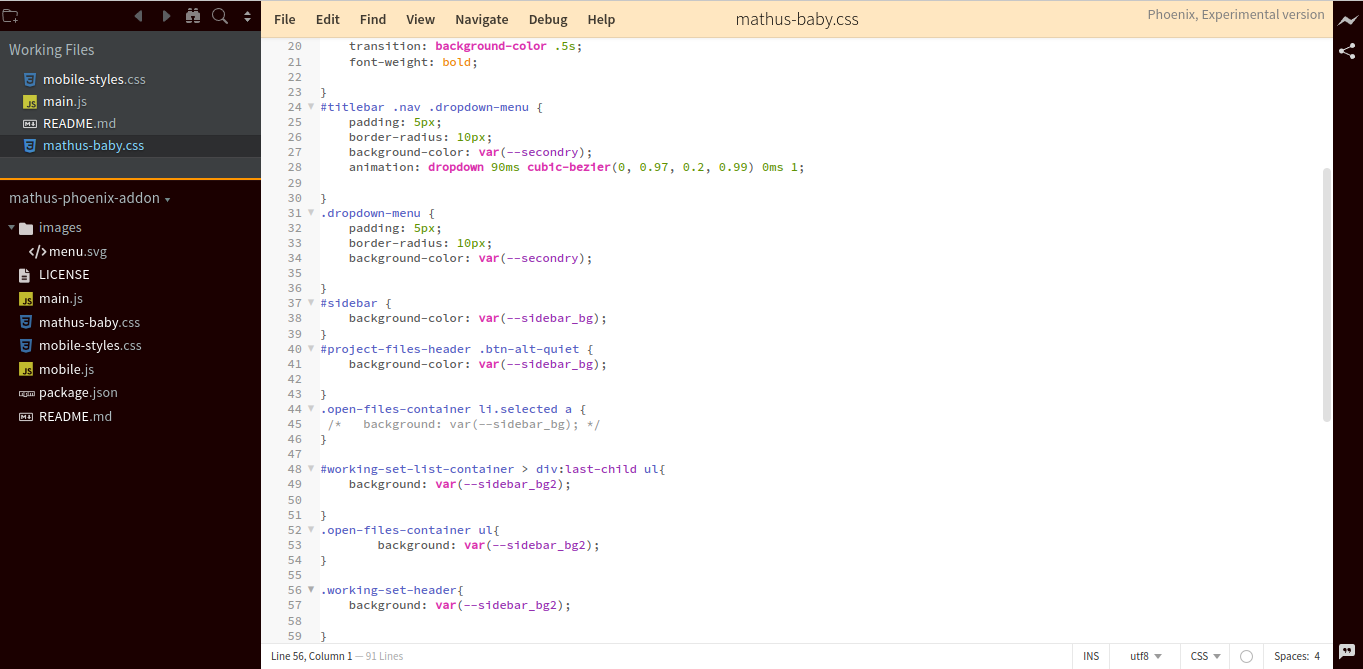 File Edit Find View Navigate Debug Help
mathus-baby.css
Phoenix, Experimental version
Working Files
mobile-styles.css
main.js
README.md
mathus-baby.css
mathus-phoenix-addon
images
menu.svg
LICENSE
main.js
mathus-baby.css
mobile-styles.css
mobile.js
package.json
README.md
20 transition: background-color .5s;
21 font-weight: bold;
22
23 }
24 #titlebar .nav .dropdown-menu {
25 padding: 5px;
26 border-radius: 10px;
27 background-color: var(--secondry);
28 animation: dropdown 90ms cubic-bezier(0, 0.97, 0.2, 0.99) 0ms 1;
29
30 }
31 .dropdown-menu {
32 padding: 5px;
33 border-radius: 10px;
34 background-color: var(--secondry);
35
36 }
37 #sidebar {
38 background-color: var(--sidebar_bg);
39 }
40 #project-files-header .btn-alt-quiet {
41 background-color: var(--sidebar_bg);
42
43 }
44 .open-files-container li.selected a {
45 /* background: var(--sidebar_bg); */
46 }
47
48 #working-set-list-container > div:last-child ul{
49 background: var(--sidebar_bg2);
50
51 }
52 .open-files-container ul{
53 background: var(--sidebar_bg2);
54 }
55
56 .working-set-header{
57 background: var(--sidebar_bg2);
58
59 }
Line 56, Column 1 — 91 Lines
INS utf8 CSS Spaces: 4